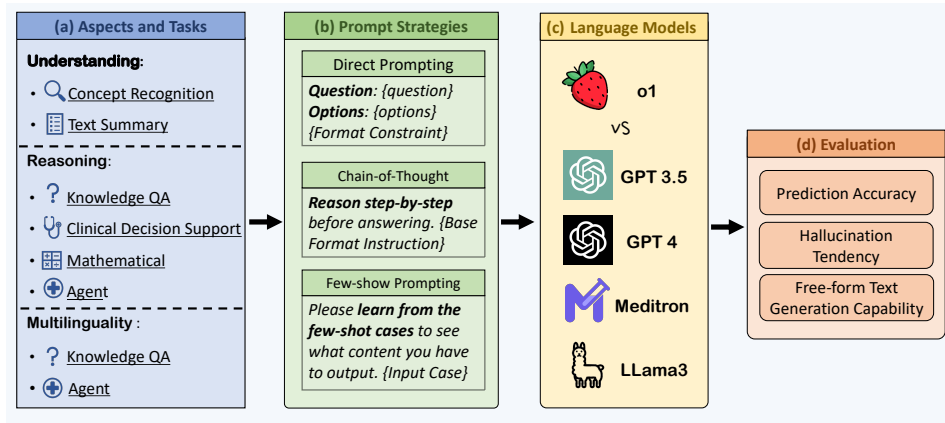 (a) Aspects and Tasks
Understanding:
• Concept Recognition
• Text Summary
Reasoning:
• Knowledge QA
• Clinical Decision Support
• Mathematical
• Agent
Multilinguality :
• Knowledge QA
• Agent
(b) Prompt Strategies
Direct Prompting
Question: {question}
Options: {options}
{Format Constraint}
Chain-of-Thought
Reason step-by-step
before answering. {Base
Format Instruction}
Few-show Prompting
Please learn from the
few-shot cases to see
what content you have
to output. {Input Case}
(c) Language Models
o1
vs
GPT 3.5
GPT 4
Meditron
LLama3
(d) Evaluation
Prediction Accuracy
Hallucination
Tendency
Free-form Text
Generation Capability